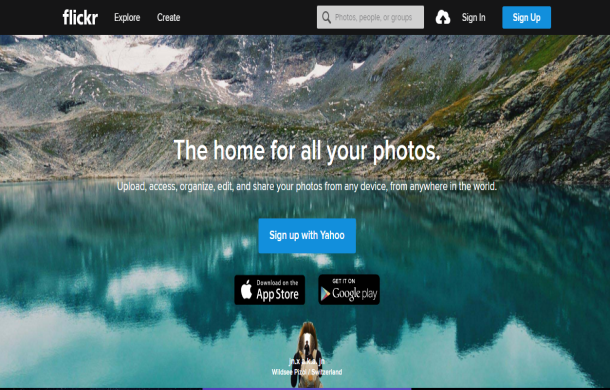 flickr Explore Create Photos, people, or groups Sign In Sign Up
The home for all your photos.
Upload, access, organize, edit, and share your photos from any device, from anywhere in the world.
Sign up with Yahoo
Download on the
App Store
GET IT ON
Google play
jn.x a.k.a. jn
Wildsee Pizol / Switzerland